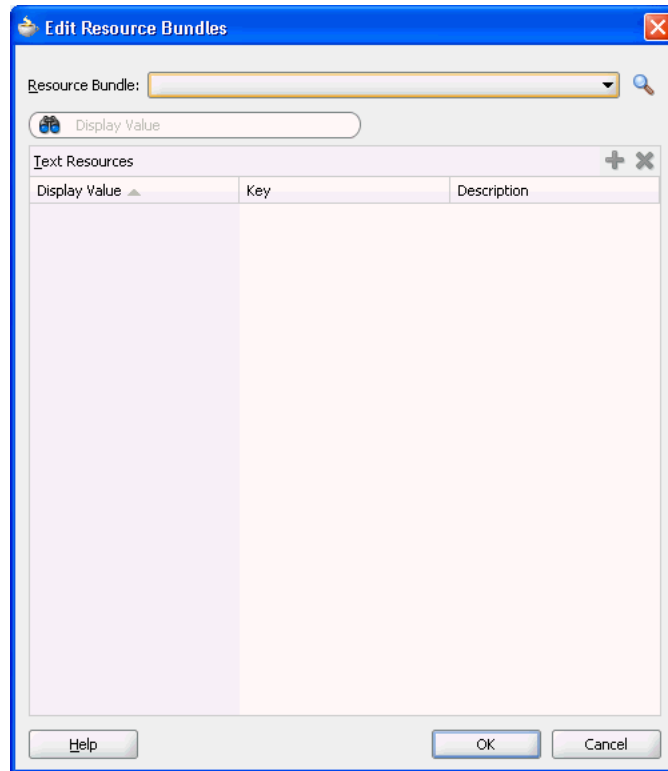 Edit Resource Bundles
Resource Bundle:
Display Value
Text Resources
Display Value Key Description
Help OK Cancel